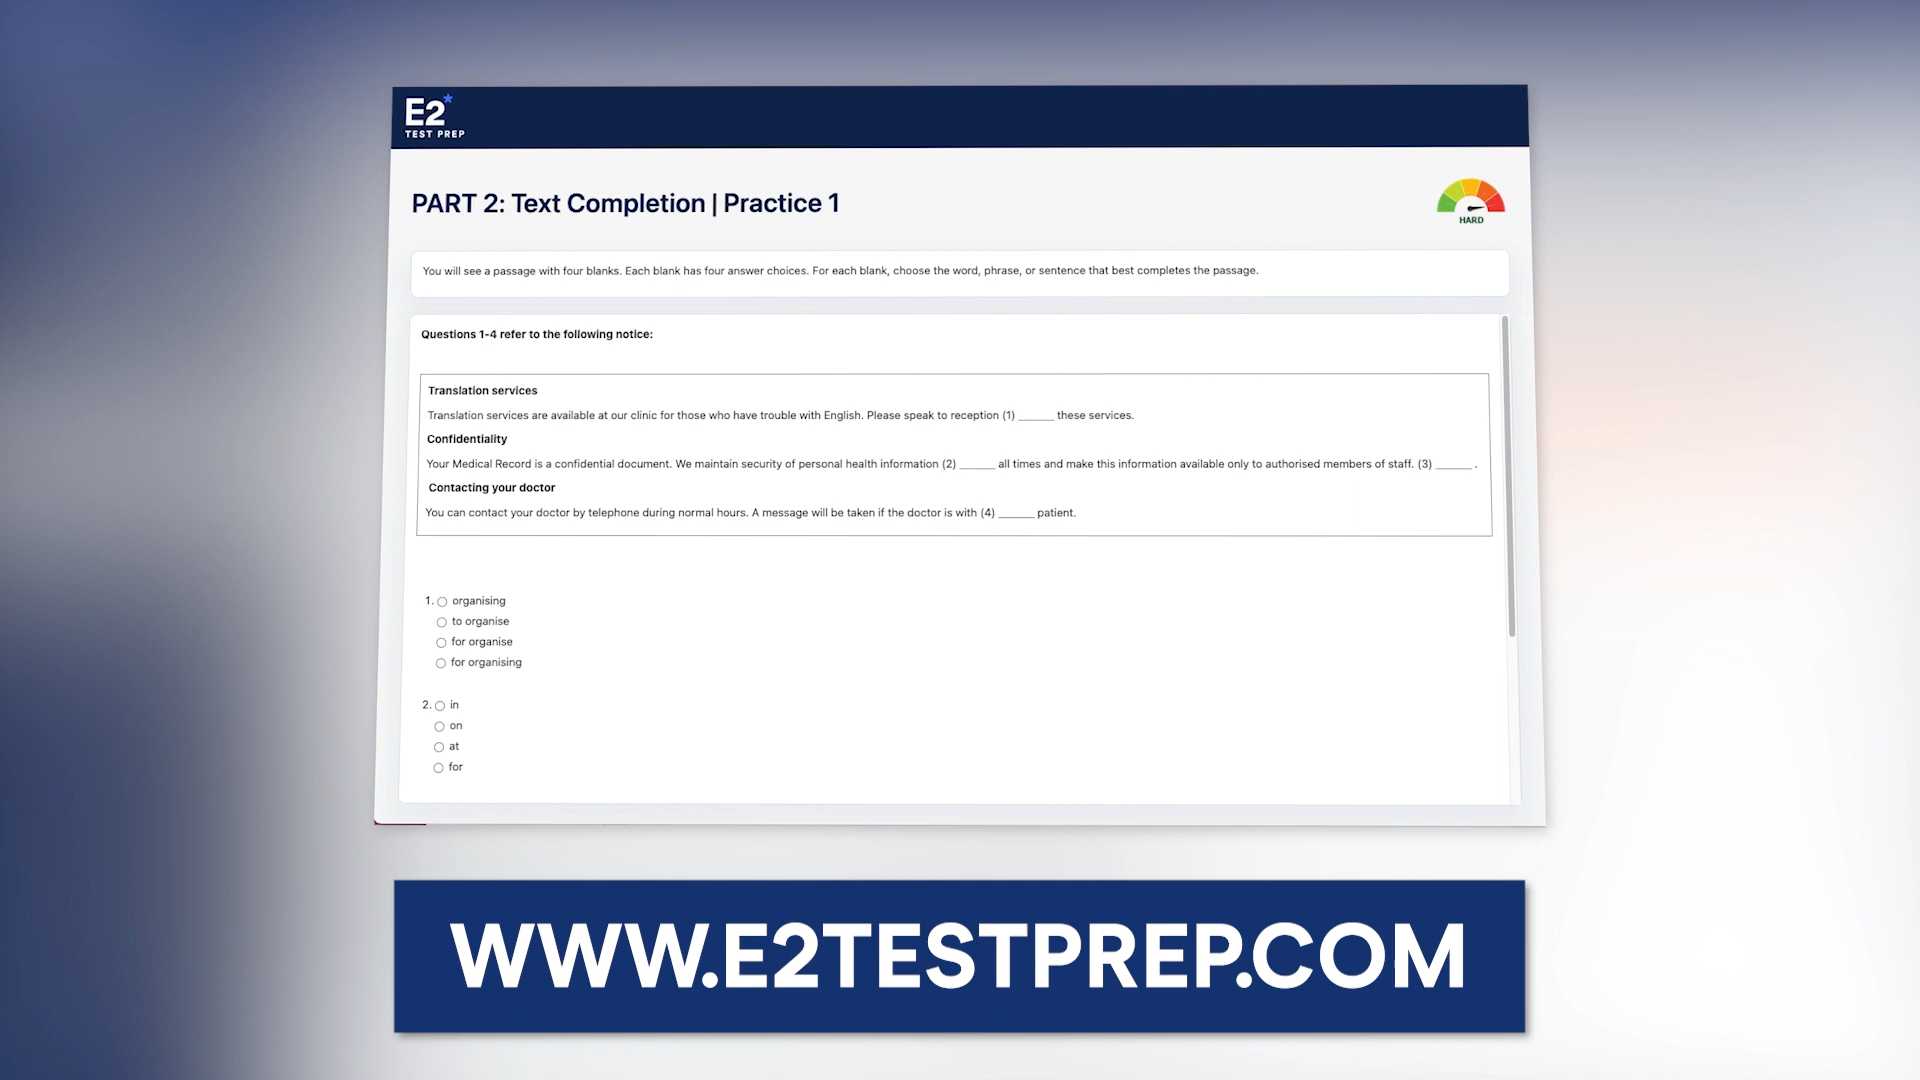 E2*
TEST PREP
PART 2: Text Completion | Practice 1
HARD
You will see a passage with four blanks. Each blank has four answer choices. For each blank, choose the word, phrase, or sentence that best completes the passage.
Questions 1-4 refer to the following notice:
Translation services
Translation services are available at our clinic for those who have trouble with English. Please speak to reception (1) ______ these services.
Confidentiality
Your Medical Record is a confidential document. We maintain security of personal health information (2) ______ all times and make this information available only to authorised members of staff. (3) ______ .
Contacting your doctor
You can contact your doctor by telephone during normal hours. A message will be taken if the doctor is with (4) ______ patient.
1. organising
to organise
for organise
for organising
2. in
on
at
for
WWW.E2TESTPREP.COM